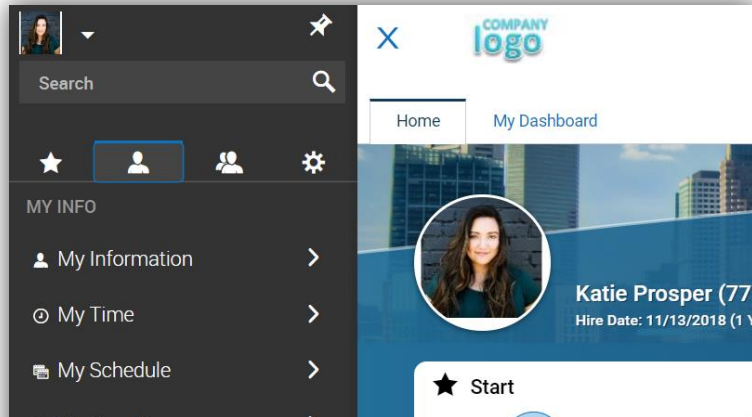 Search
MY INFO
My Information
My Time
My Schedule
COMPANY
logo
Home
My Dashboard
Katie Prosper (77
Hire Date: 11/13/2018 (1 Y
Start